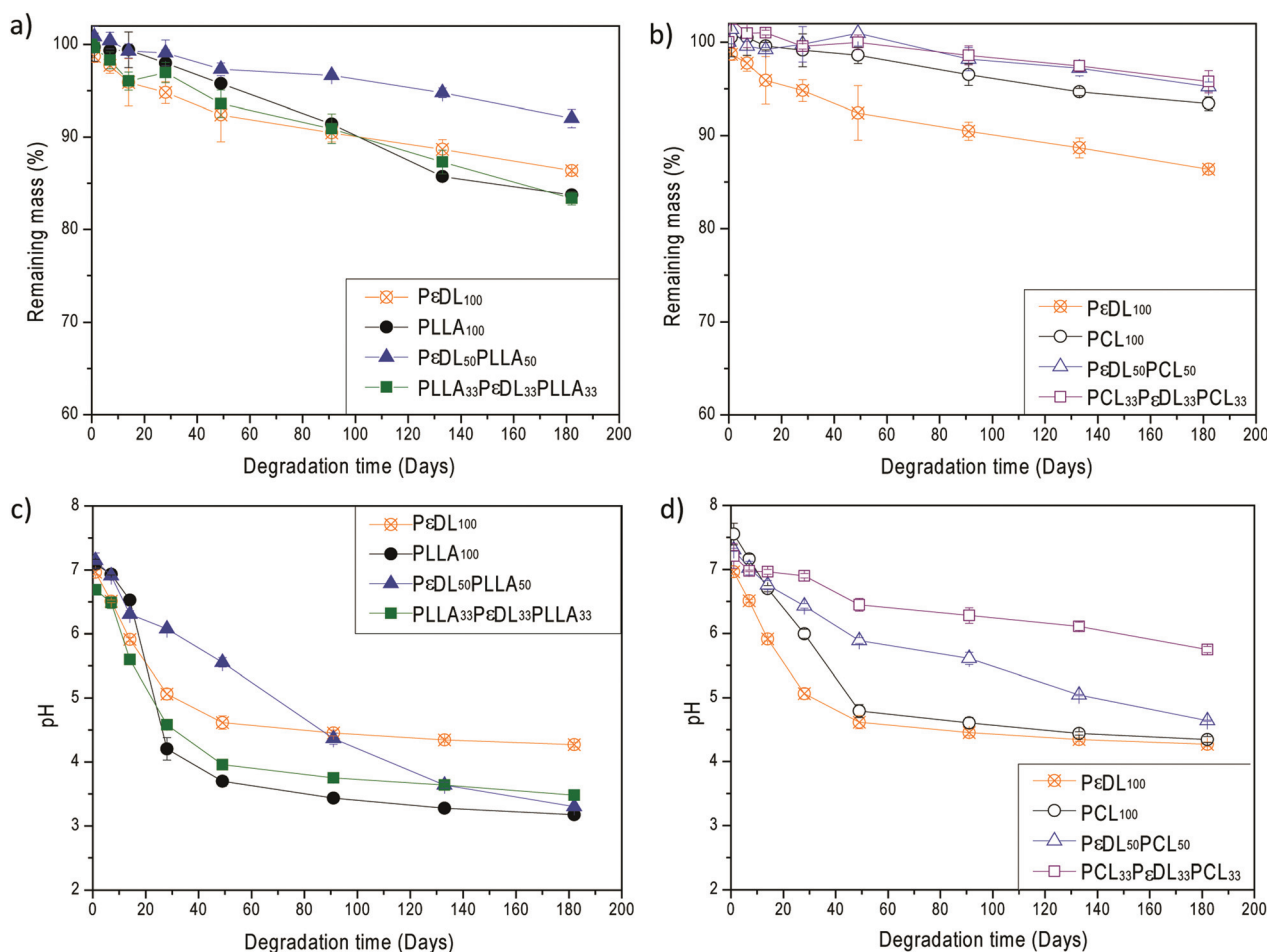 a)
100
90
80
70
60
Remaining mass (%)
PεDL100
PLLA100
PεDL50PLLA50
PLLA33PεDL33PLLA33
0 20 40 60 80 100 120 140 160 180 200
Degradation time (Days)
b)
100
90
80
70
60
Remaining mass (%)
PεDL100
PCL100
PεDL50PCL50
PCL33PεDL33PCL33
0 20 40 60 80 100 120 140 160 180 200
Degradation time (Days)
c)
8
7
6
5
4
3
2
pH
PεDL100
PLLA100
PεDL50PLLA50
PLLA33PεDL33PLLA33
0 20 40 60 80 100 120 140 160 180 200
Degradation time (Days)
d)
8
7
6
5
4
3
2
pH
PεDL100
PCL100
PεDL50PCL50
PCL33PεDL33PCL33
0 20 40 60 80 100 120 140 160 180 200
Degradation time (Days)